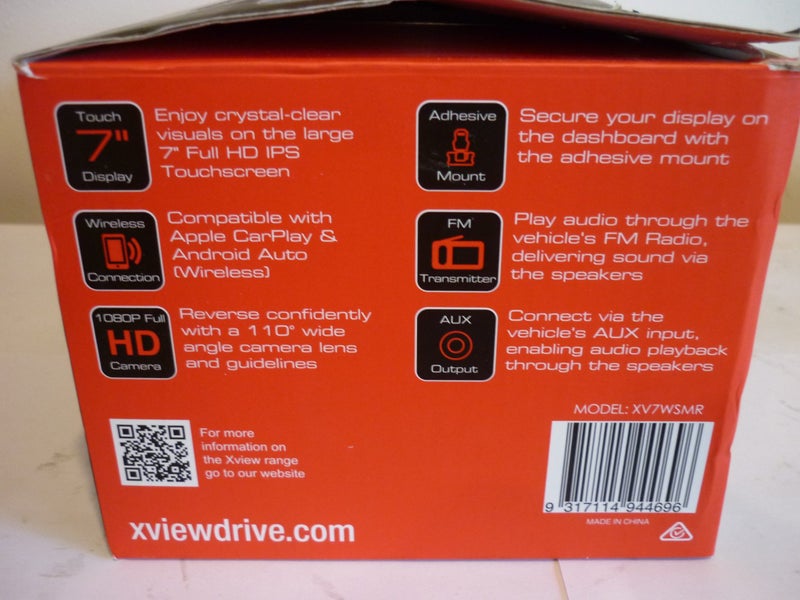 Touch
7"
Display
Enjoy crystal-clear
visuals on the large
7" Full HD IPS
Touchscreen
Wireless
Connection
Compatible with
Apple CarPlay &
Android Auto
(Wireless)
1080P Full
HD
Camera
Reverse confidently
with a 110° wide
angle camera lens
and guidelines
Adhesive
Mount
Secure your display on
the dashboard with
the adhesive mount
FM
Transmitter
Play audio through the
vehicle's FM Radio,
delivering sound via
the speakers
AUX
Output
Connect via the
vehicle's AUX input,
enabling audio playback
through the speakers
For more
information on
the Xview range
go to our website
xviewdrive.com
MODEL: XV7WSMR
9 317114 944696
MADE IN CHINA